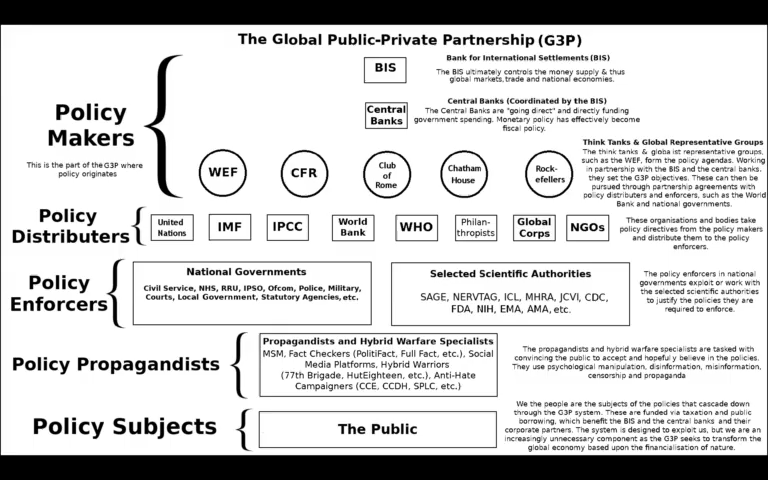 The Global Public-Private Partnership (G3P)
Policy
Makers
This is the part of the G3P where
policy originates
BIS
Bank for International Settlements (BIS)
The BIS ultimately controls the money supply & thus
global markets,trade and national economies.
Central
Banks
Central Banks (Coordinated by the BIS)
The Central Banks are "going direct" and directly funding
government spending. Monetary policy has effectively become
fiscal policy.
WEF
CFR
Club
of
Rome
Chatham
House
Rock-
efellers
Think Tanks & Global Representative Groups
The think tanks & globa ist representative groups,
such as the WEF, form the policy agendas. Working
in partnership with the BIS and the central banks.
they set the G3P objectives. These can then be
pursued through partnership agreements with
policy distributors and enforcers, such as the World
Bank and national governments.
Policy
Distributers
United
Nations
IMF
IPCC
World
Bank
WHO
Philan-
thropists
Global
Corps
NGOs
These organisations and bodies take
policy directives from the policy makers
and distribute them to the policy
enforcers.
Policy
Enforcers
National Governments
Civil Service, NHS, RRU, IPSO, Ofcom, Police, Military,
Courts, Local Government, Statutory Agencies, etc.
Selected Scientific Authorities
SAGE, NERVTAG, ICL, MHRA, JCVI, CDC,
FDA, NIH, EMA, AMA, etc.
The policy enforcers in national
governments exploit or work with
the selected scientific authorities
to justify the policies they are
required to enforce.
Policy Propagandists
Propagandists and Hybrid Warfare Specialists
MSM, Fact Checkers (PolitiFact, Full Fact, etc.), Social
Media Platforms, Hybrid Warriors
(77th Brigade, HutEighteen, etc.), Anti-Hate
Campaigners (CCE, CCDH, SPLC, etc.)
The propagandists and hybrid warfare specialists are tasked with
convincing the public to accept and hopefully believe in the policies.
They use psychological manipulation, disinformation, misinformation,
censorship and propaganda
Policy Subjects
The Public
We the people are the subjects of the policies that cascade down
through the G3P system. These are funded via taxation and public
borrowing, which benefit the BIS and the central banks and their
corporate partners. The system is designed to exploit us, but we are an
increasingly unnecessary component as the G3P seeks to transform the
global economy based upon the financialisation of nature.